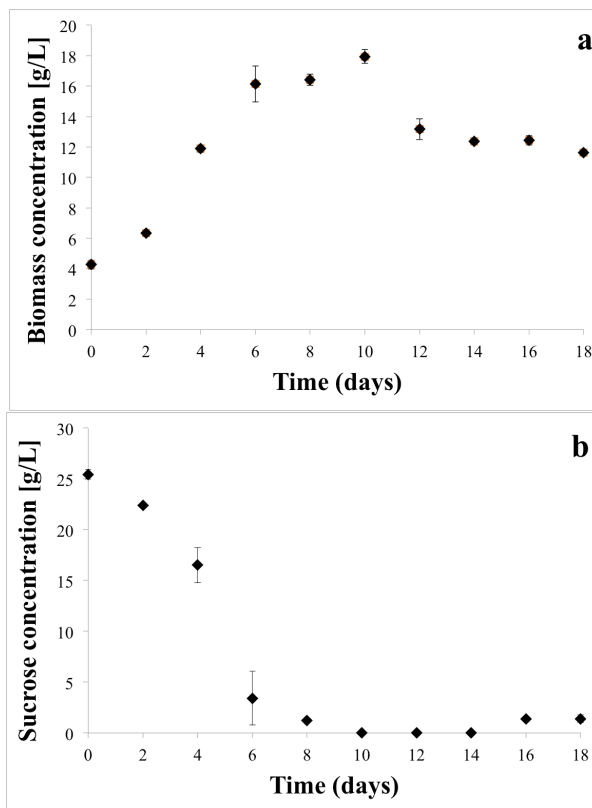 a
Biomass concentration [g/L]
20
18
16
14
12
10
8
6
4
2
0
0 2 4 6 8 10 12 14 16 18
Time (days)
b
Sucrose concentration [g/L]
30
25
20
15
10
5
0
0 2 4 6 8 10 12 14 16 18
Time (days)